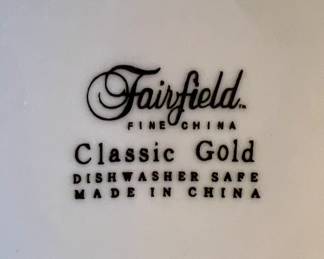 Fairfield™
FINE CHINA
Classic Gold
DISHWASHER SAFE
MADE IN CHINA